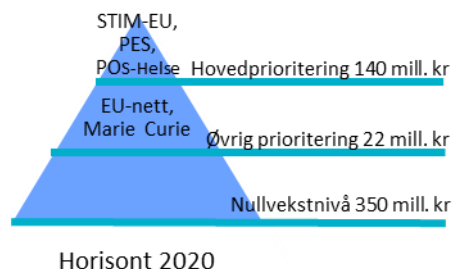 STIM-EU,
PES,
POS-Helse
Hovedprioritering 140 mill. kr
EU-nett,
Marie Curie
Øvrig prioritering 22 mill. kr
Nullvekstnivå 350 mill. kr
Horisont 2020